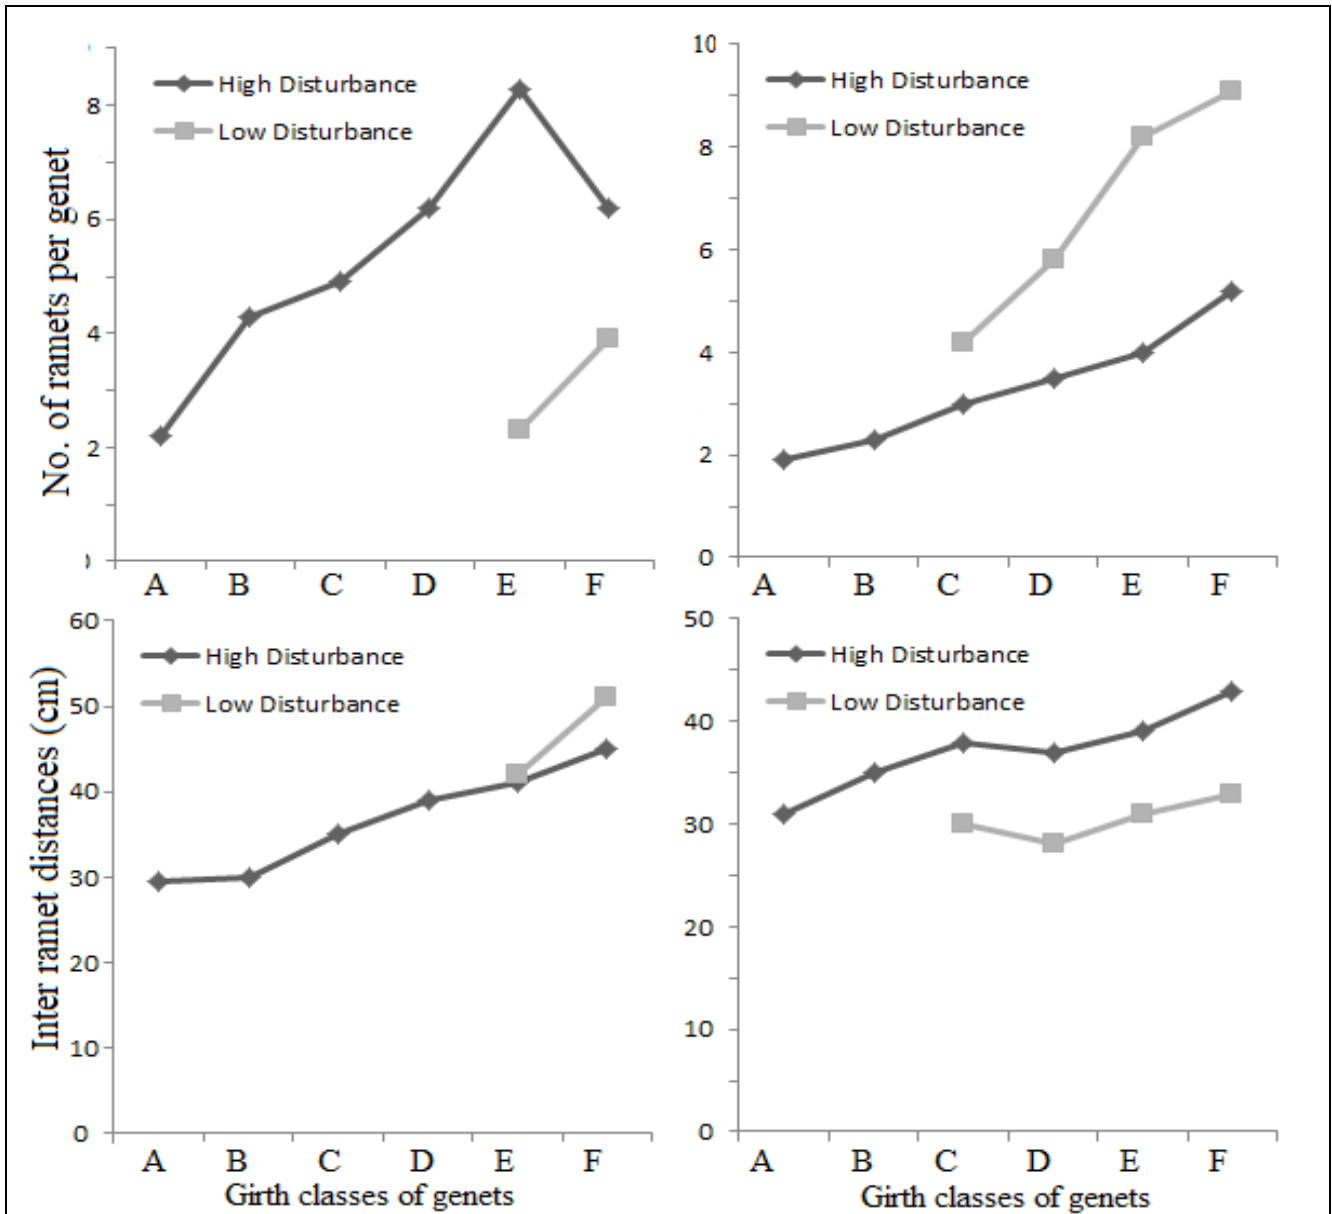 No. of ramets per genet
High Disturbance
Low Disturbance
8
6
4
2
A B C D E F
10
High Disturbance
Low Disturbance
8
6
4
2
0
A B C D E F
Inter ramet distances (cm)
60
High Disturbance
Low Disturbance
50
40
30
20
10
0
A B C D E F
Girth classes of genets
50
High Disturbance
Low Disturbance
40
30
20
10
0
A B C D E F
Girth classes of genets